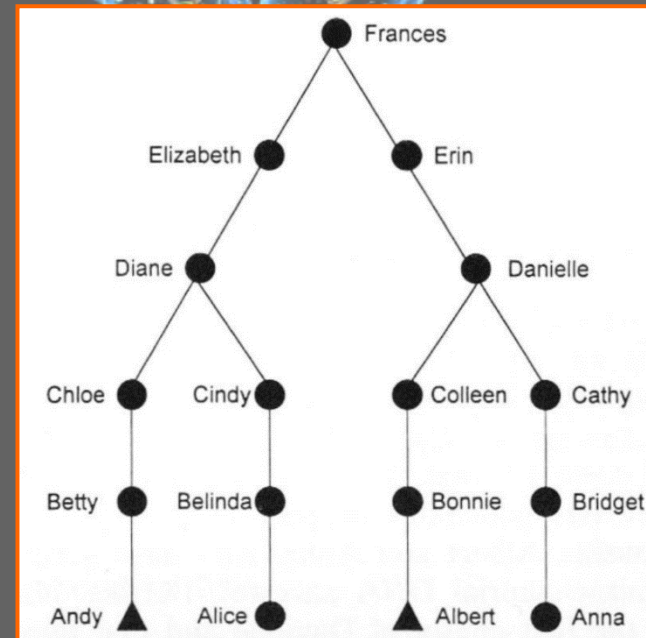 Frances
Elizabeth Erin
Diane Danielle
Chloe Cindy Colleen Cathy
Betty Belinda Bonnie Bridget
Andy Alice Albert Anna